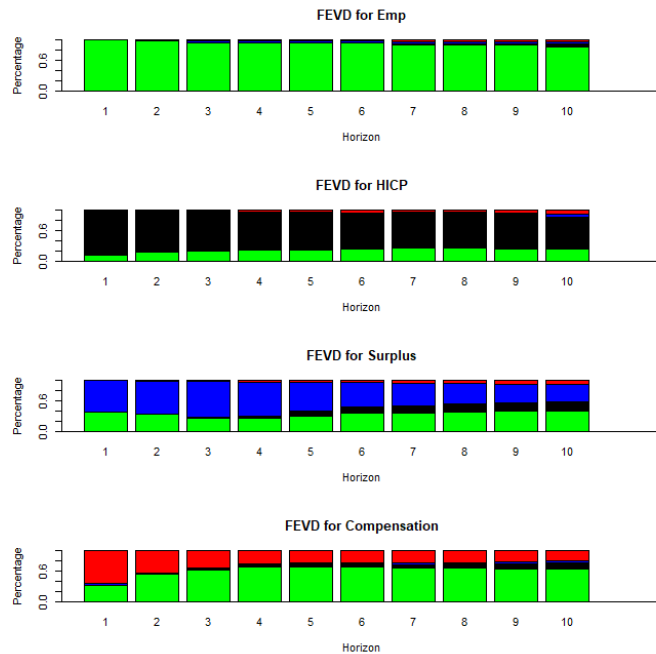 FEVD for Emp
Percentage
0.0 0.6
1 2 3 4 5 6 7 8 9 10
Horizon
FEVD for HICP
Percentage
0.0 0.6
1 2 3 4 5 6 7 8 9 10
Horizon
FEVD for Surplus
Percentage
0.0 0.6
1 2 3 4 5 6 7 8 9 10
Horizon
FEVD for Compensation
Percentage
0.0 0.6
1 2 3 4 5 6 7 8 9 10
Horizon